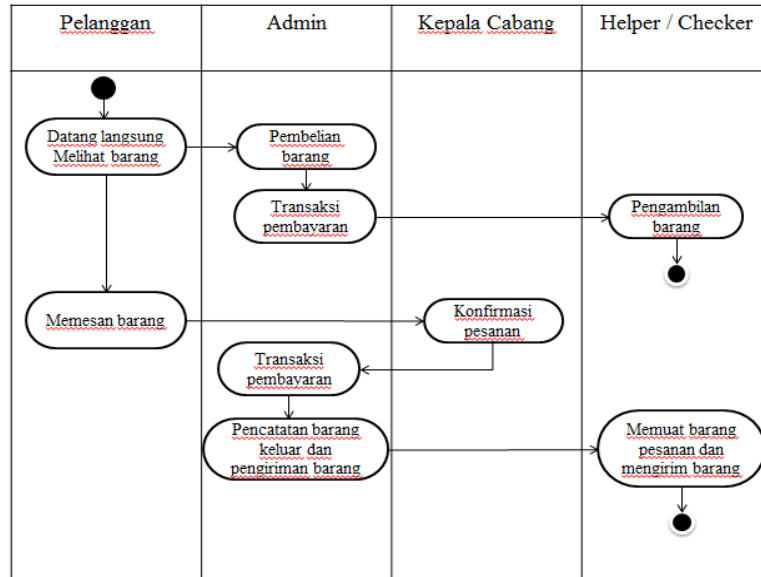 Pelanggan
Admin
Kepala Cabang
Helper / Checker
Datang langsung
Melihat barang
Pembelian
barang
Transaksi
pembayaran
Pengambilan
barang
Memesan barang
Konfirmasi
pesanan
Transaksi
pembayaran
Pencatatan barang
keluar dan
pengiriman barang
Memuat barang
pesanan dan
mengirim barang